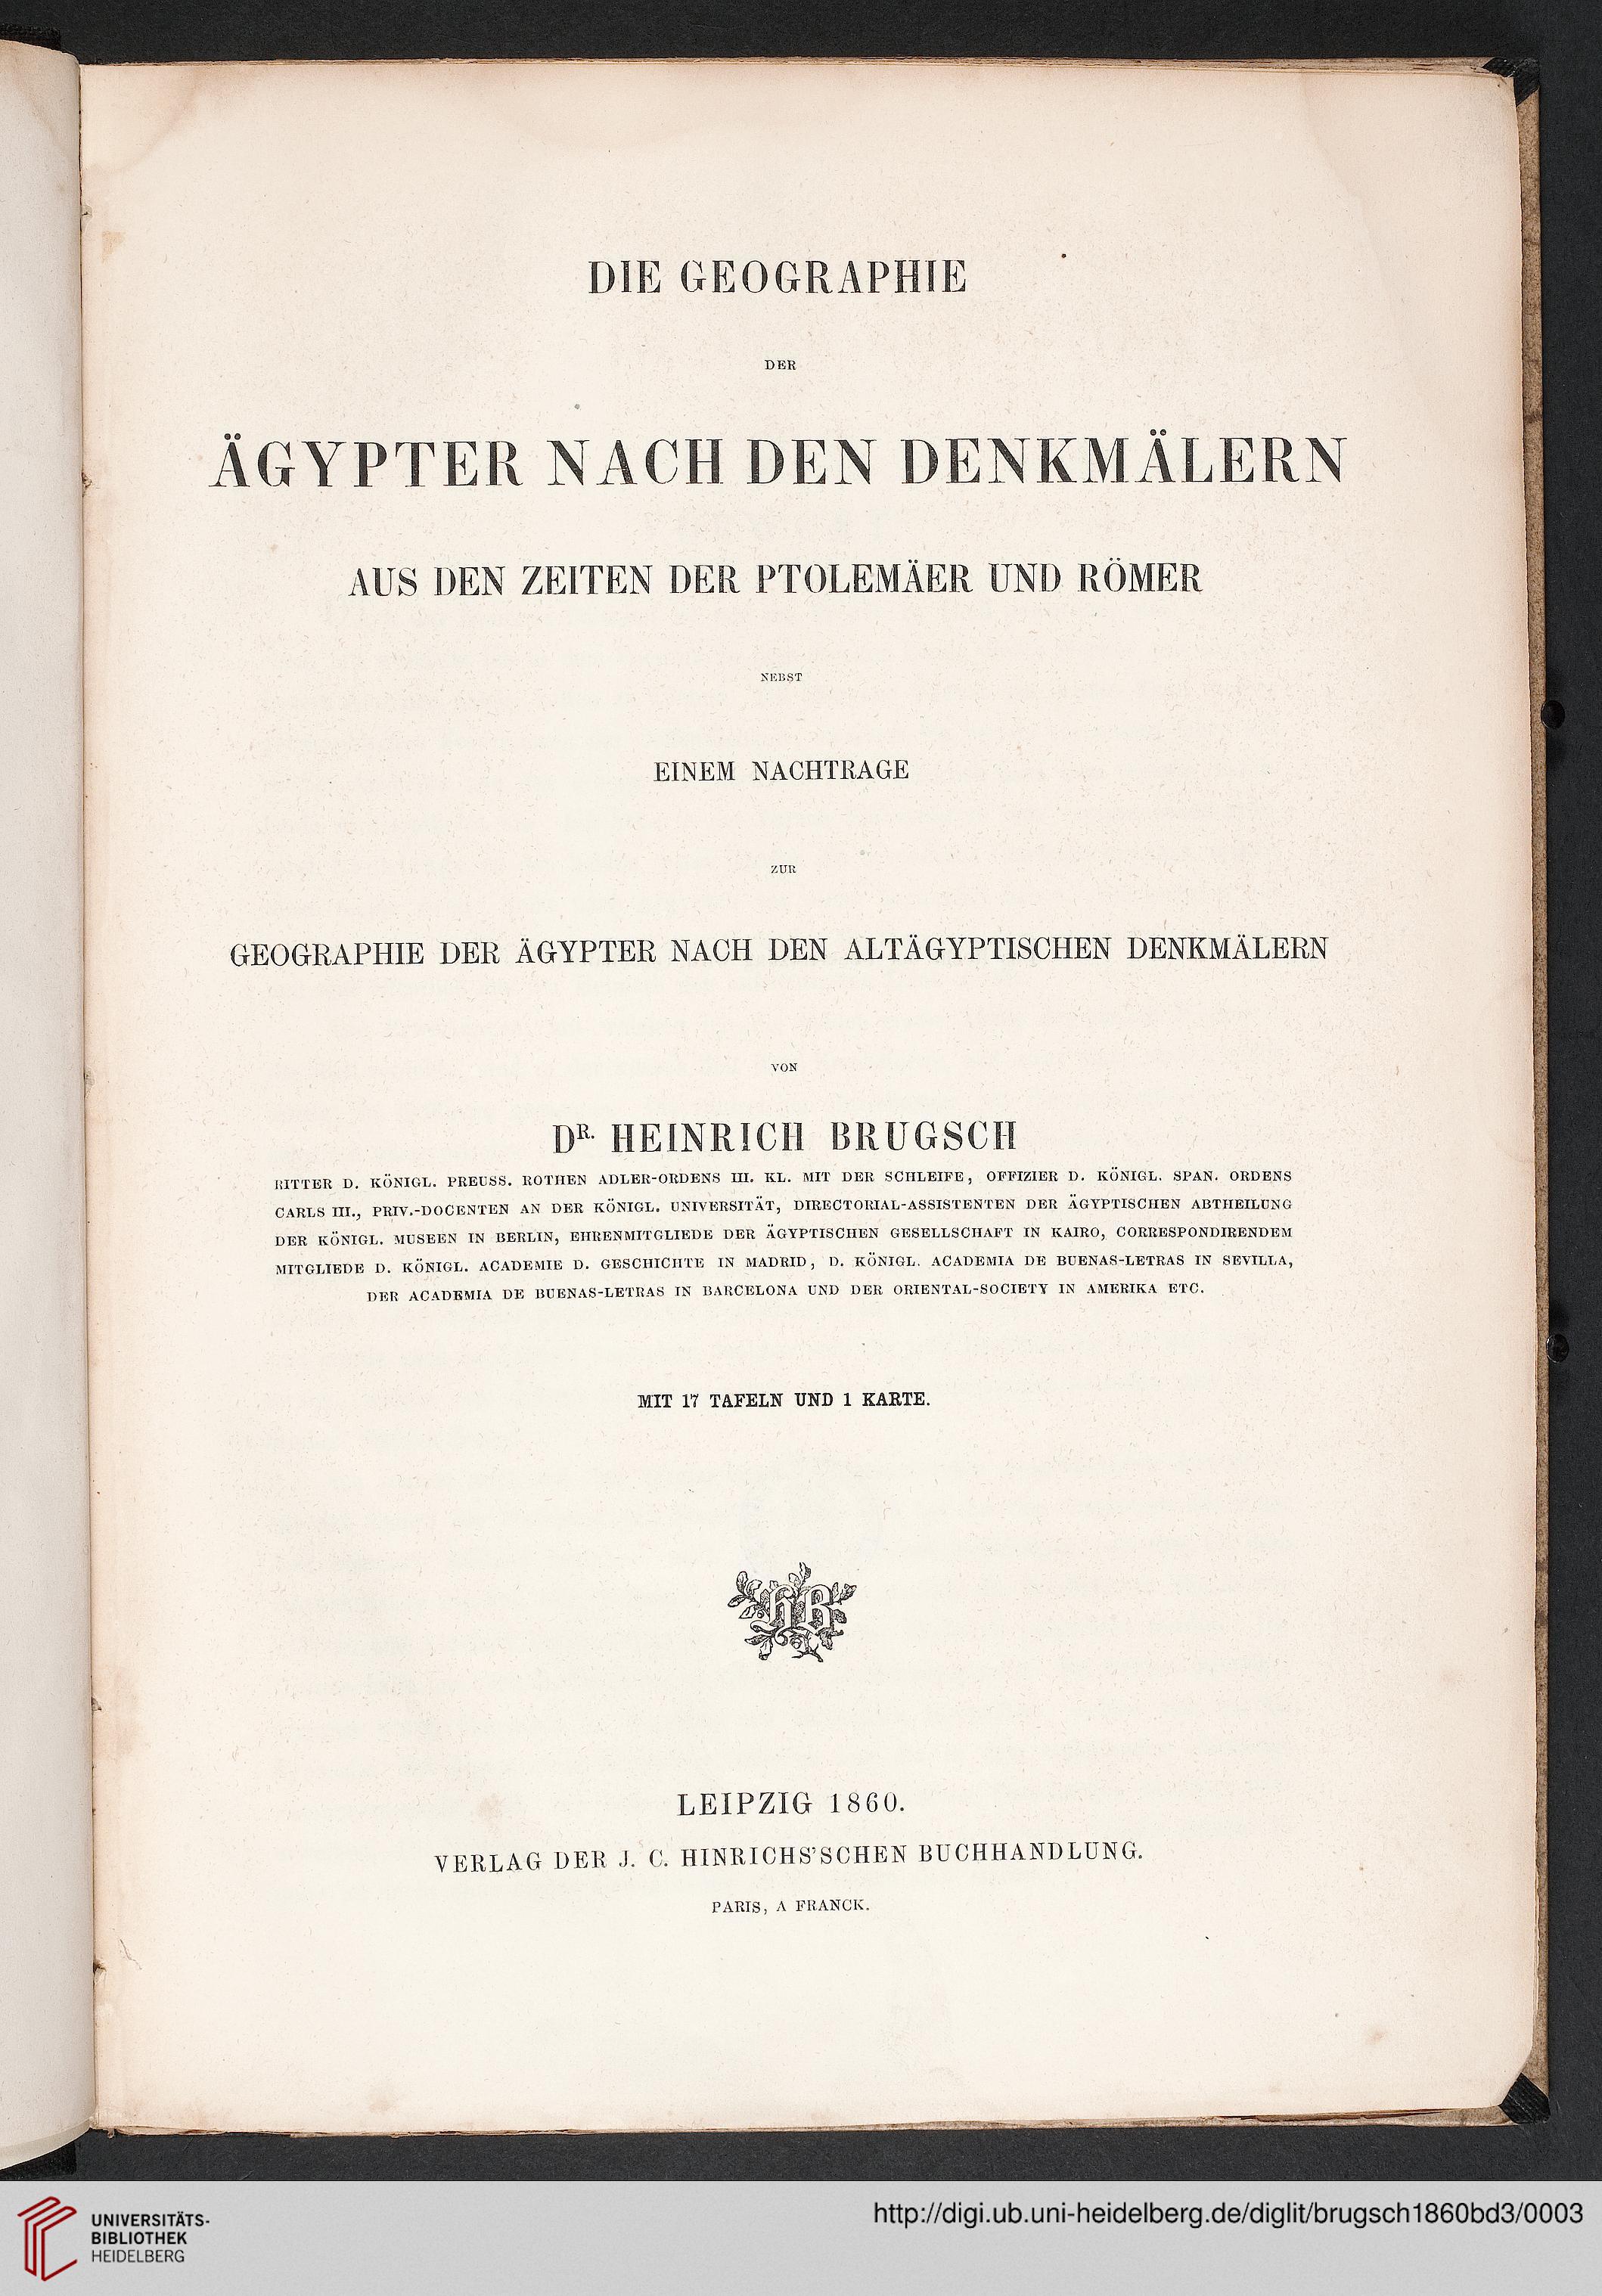 DIE GEOGRAPHIE
DER
ÄGYPTER NACH DEN DENKMÄLERN
AUS DEN ZEITEN DER PTOLEMÄER UND RÖMER
NEBST
EINEM NACHTRAGE
ZUR
GEOGRAPHIE DER ÄGYPTER NACH DEN ALTÄGYPTISCHEN DENKMÄLERN
VON
DR. HEINRICH BRUGSCH
RITTER D. KÖNIGL. PREUSS. ROTHEN ADLER-ORDENS III. KL. MIT DER SCHLEIFE, OFFIZIER D. KÖNIGL. SPAN. ORDENS
CARLS III., PRIV.-DOCENTEN AN DER KÖNIGL. UNIVERSITÄT, DIRECTORIAL-ASSISTENTEN DER ÄGYPTISCHEN ABTHEILUNG
DER KÖNIGL. MUSEEN IN BERLIN, EHRENMITGLIEDE DER ÄGYPTISCHEN GESELLSCHAFT IN KAIRO, CORRESPONDIRENDEM
MITGLIEDE D. KÖNIGL. ACADEMIE D. GESCHICHTE IN MADRID, D. KÖNIGL. ACADEMIA DE BUENAS-LETRAS IN SEVILLA,
DER ACADEMIA DE BUENAS-LETRAS IN BARCELONA UND DER ORIENTAL-SOCIETY IN AMERIKA ETC.
MIT 17 TAFELN UND 1 KARTE.
HB
LEIPZIG 1860.
VERLAG DER J. C. HINRICHS'SCHEN BUCHHANDLUNG.
PARIS, A FRANCK.
UNIVERSITÄTS-
BIBLIOTHEK
HEIDELBERG
http://digi.ub.uni-heidelberg.de/diglit/brugsch1860bd3/0003